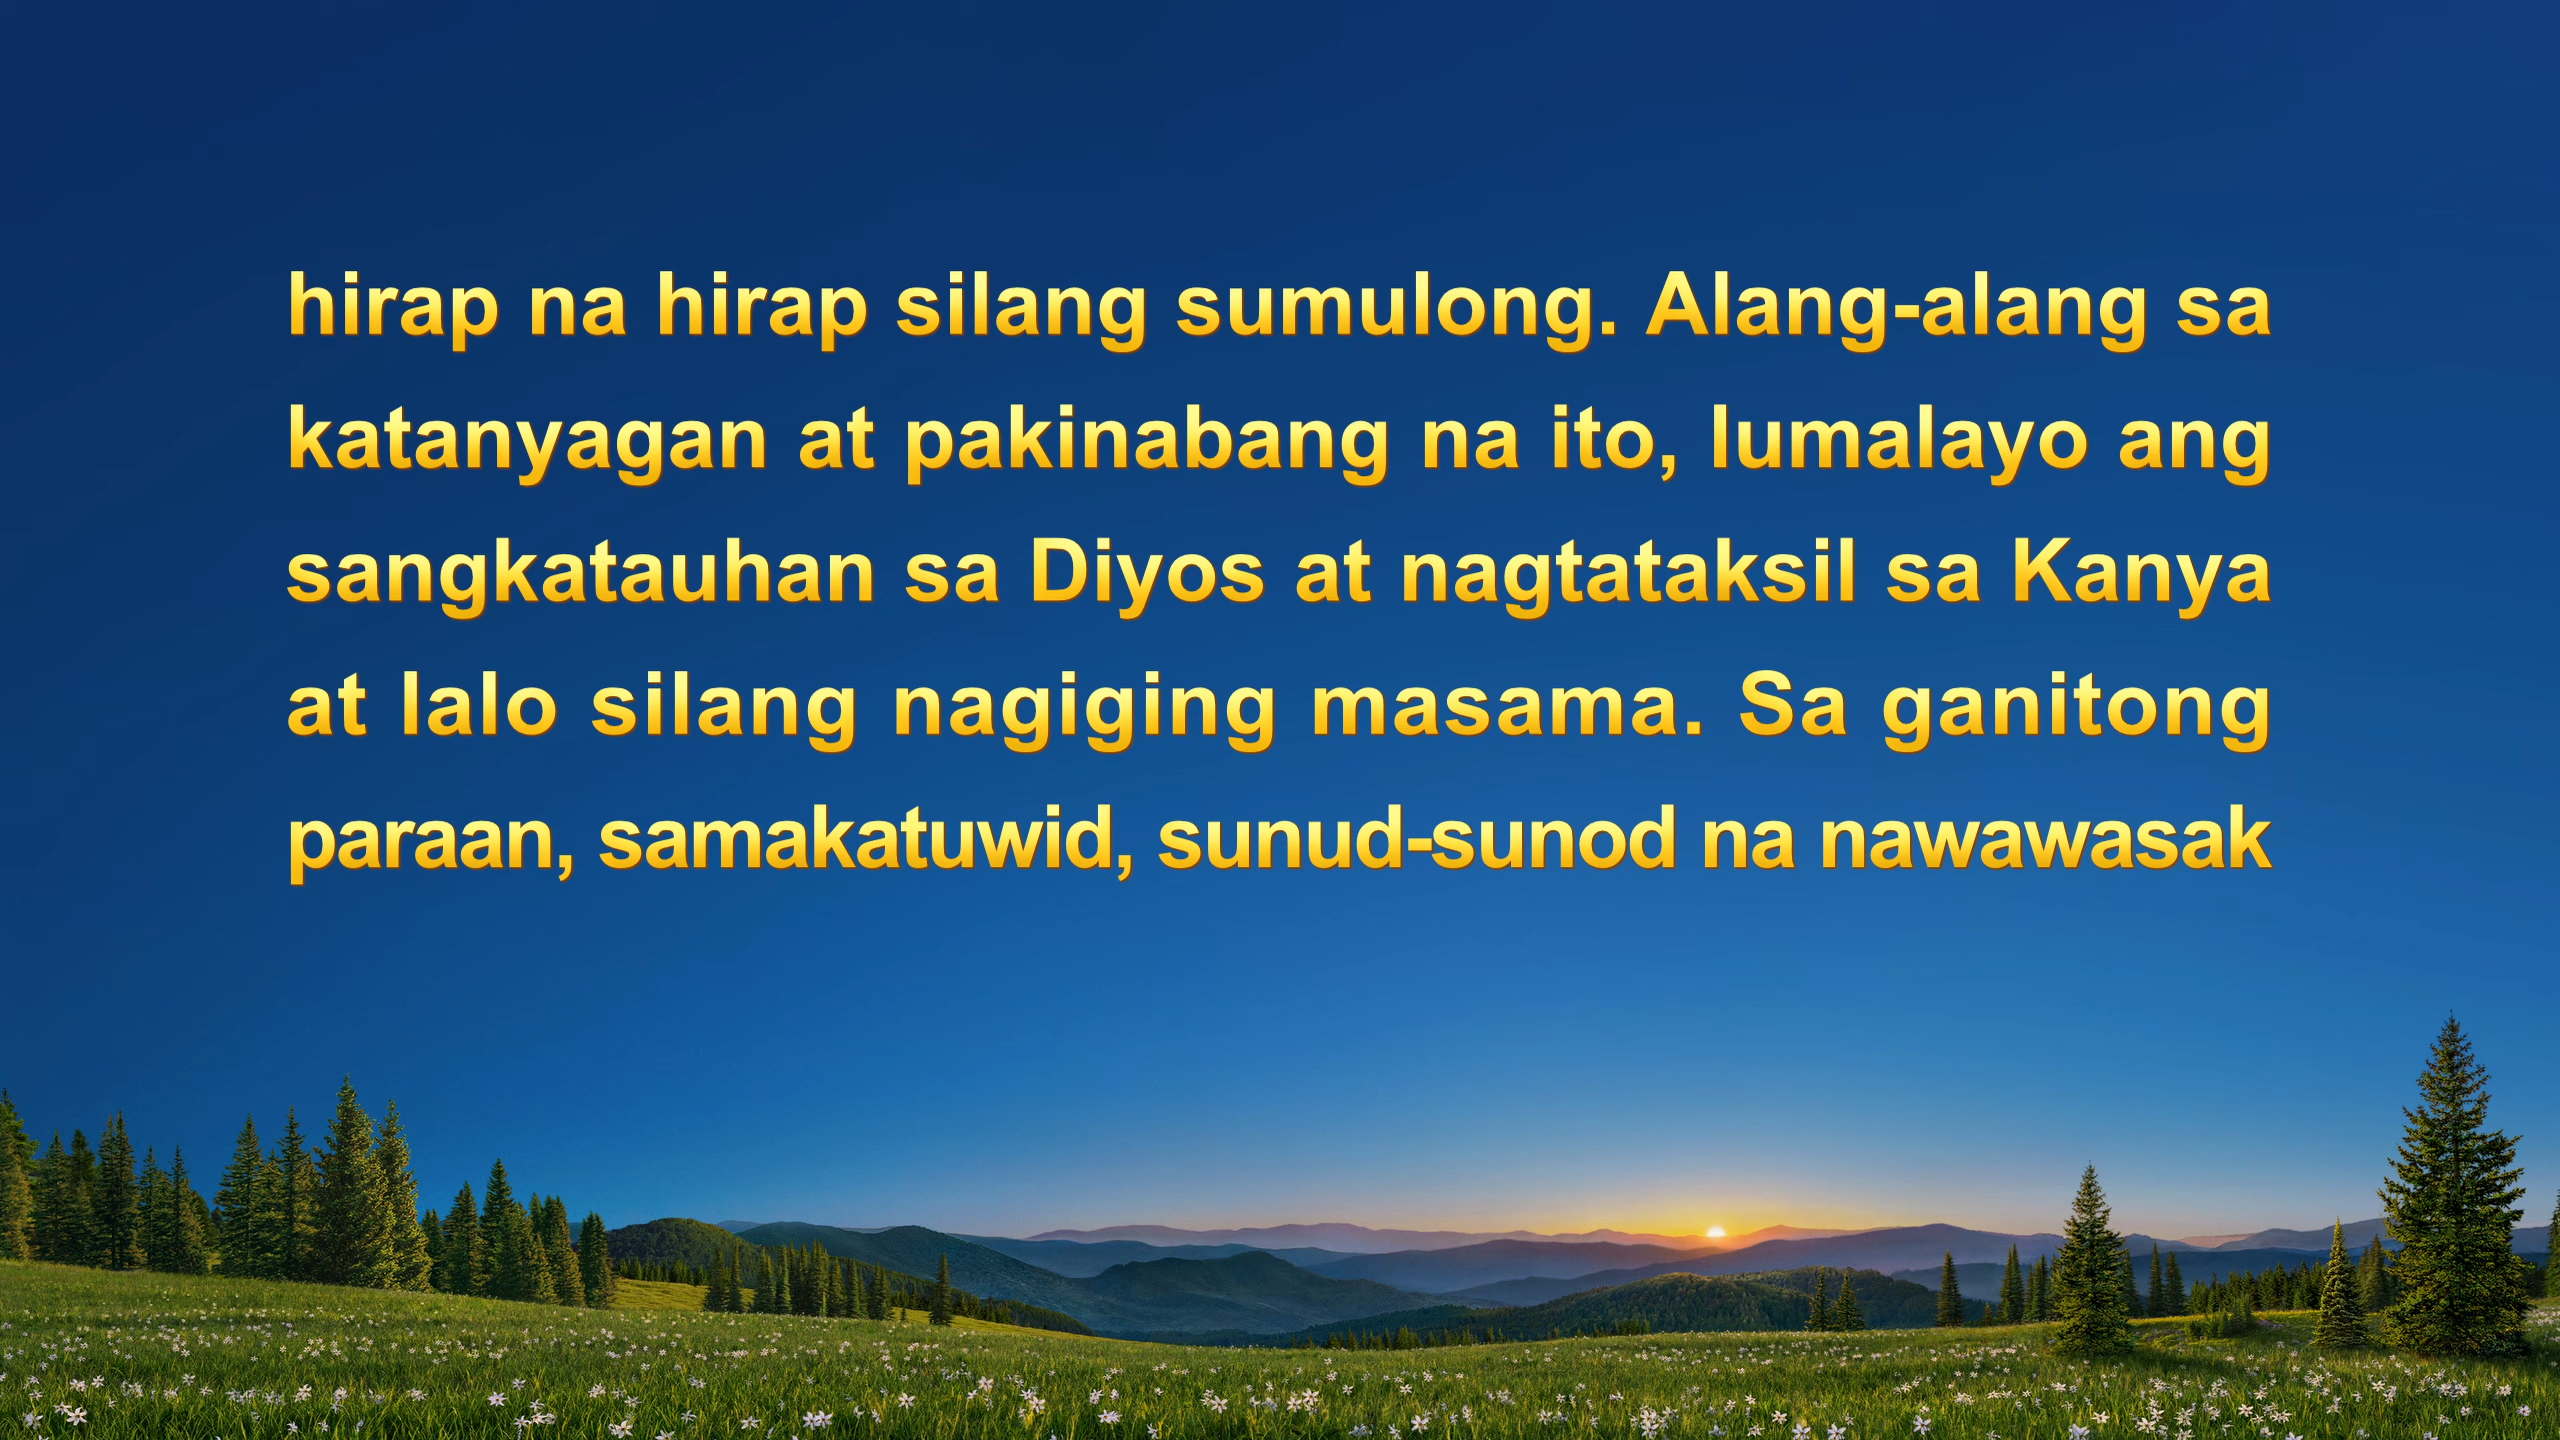 hirap na hirap silang sumulong. Alang-alang sa
katanyagan at pakinabang na ito, lumalayo ang
sangkatauhan sa Diyos at nagtataksil sa Kanya
at lalo silang nagiging masama. Sa ganitong
paraan, samakatuwid, sunud-sunod na nawawasak